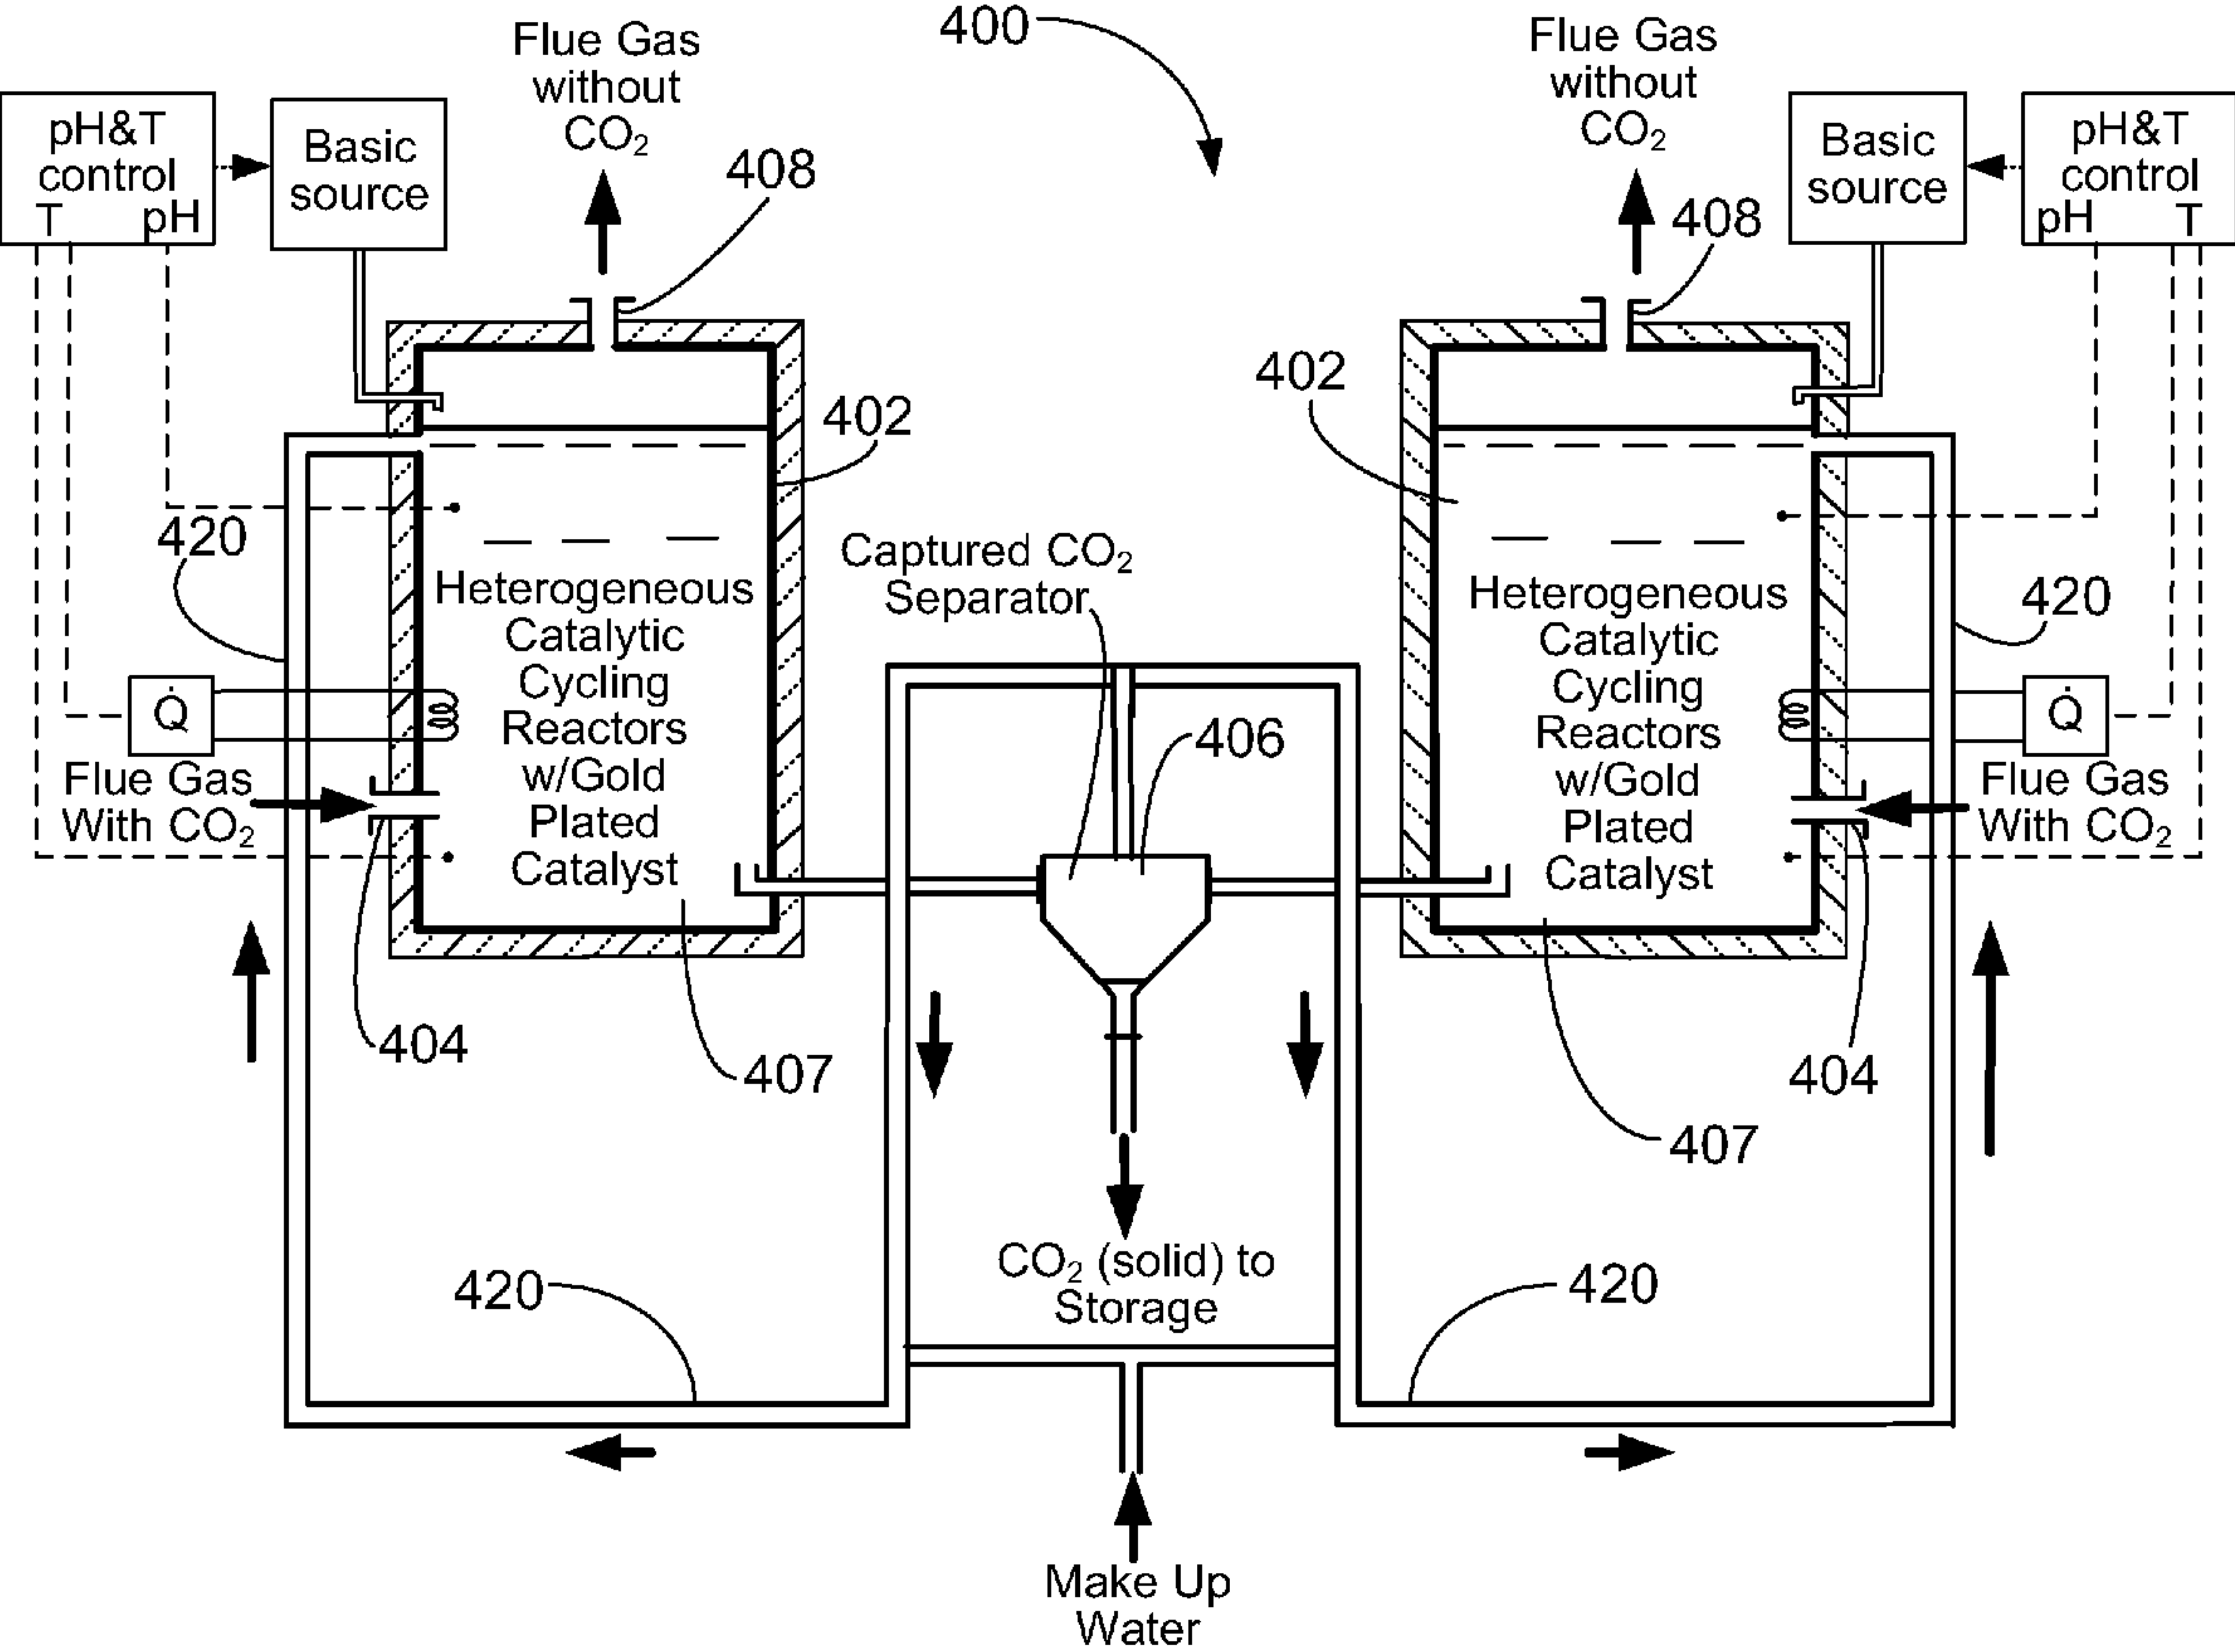 400
Flue Gas
without
CO₂
Flue Gas
without
CO₂
pH&T
control
T
pH
Basic
source
408
408
Basic
source
pH&T
control
pH
T
402
402
420
Captured CO₂
Separator
420
Heterogeneous
Catalytic
Cycling
Reactors
w/Gold
Plated
Catalyst
Heterogeneous
Catalytic
Cycling
Reactors
w/Gold
Plated
Catalyst
Q̇
406
Q̇
Flue Gas
With CO₂
Flue Gas
With CO₂
404
407
404
407
420
CO₂ (solid) to
Storage
420
Make Up
Water